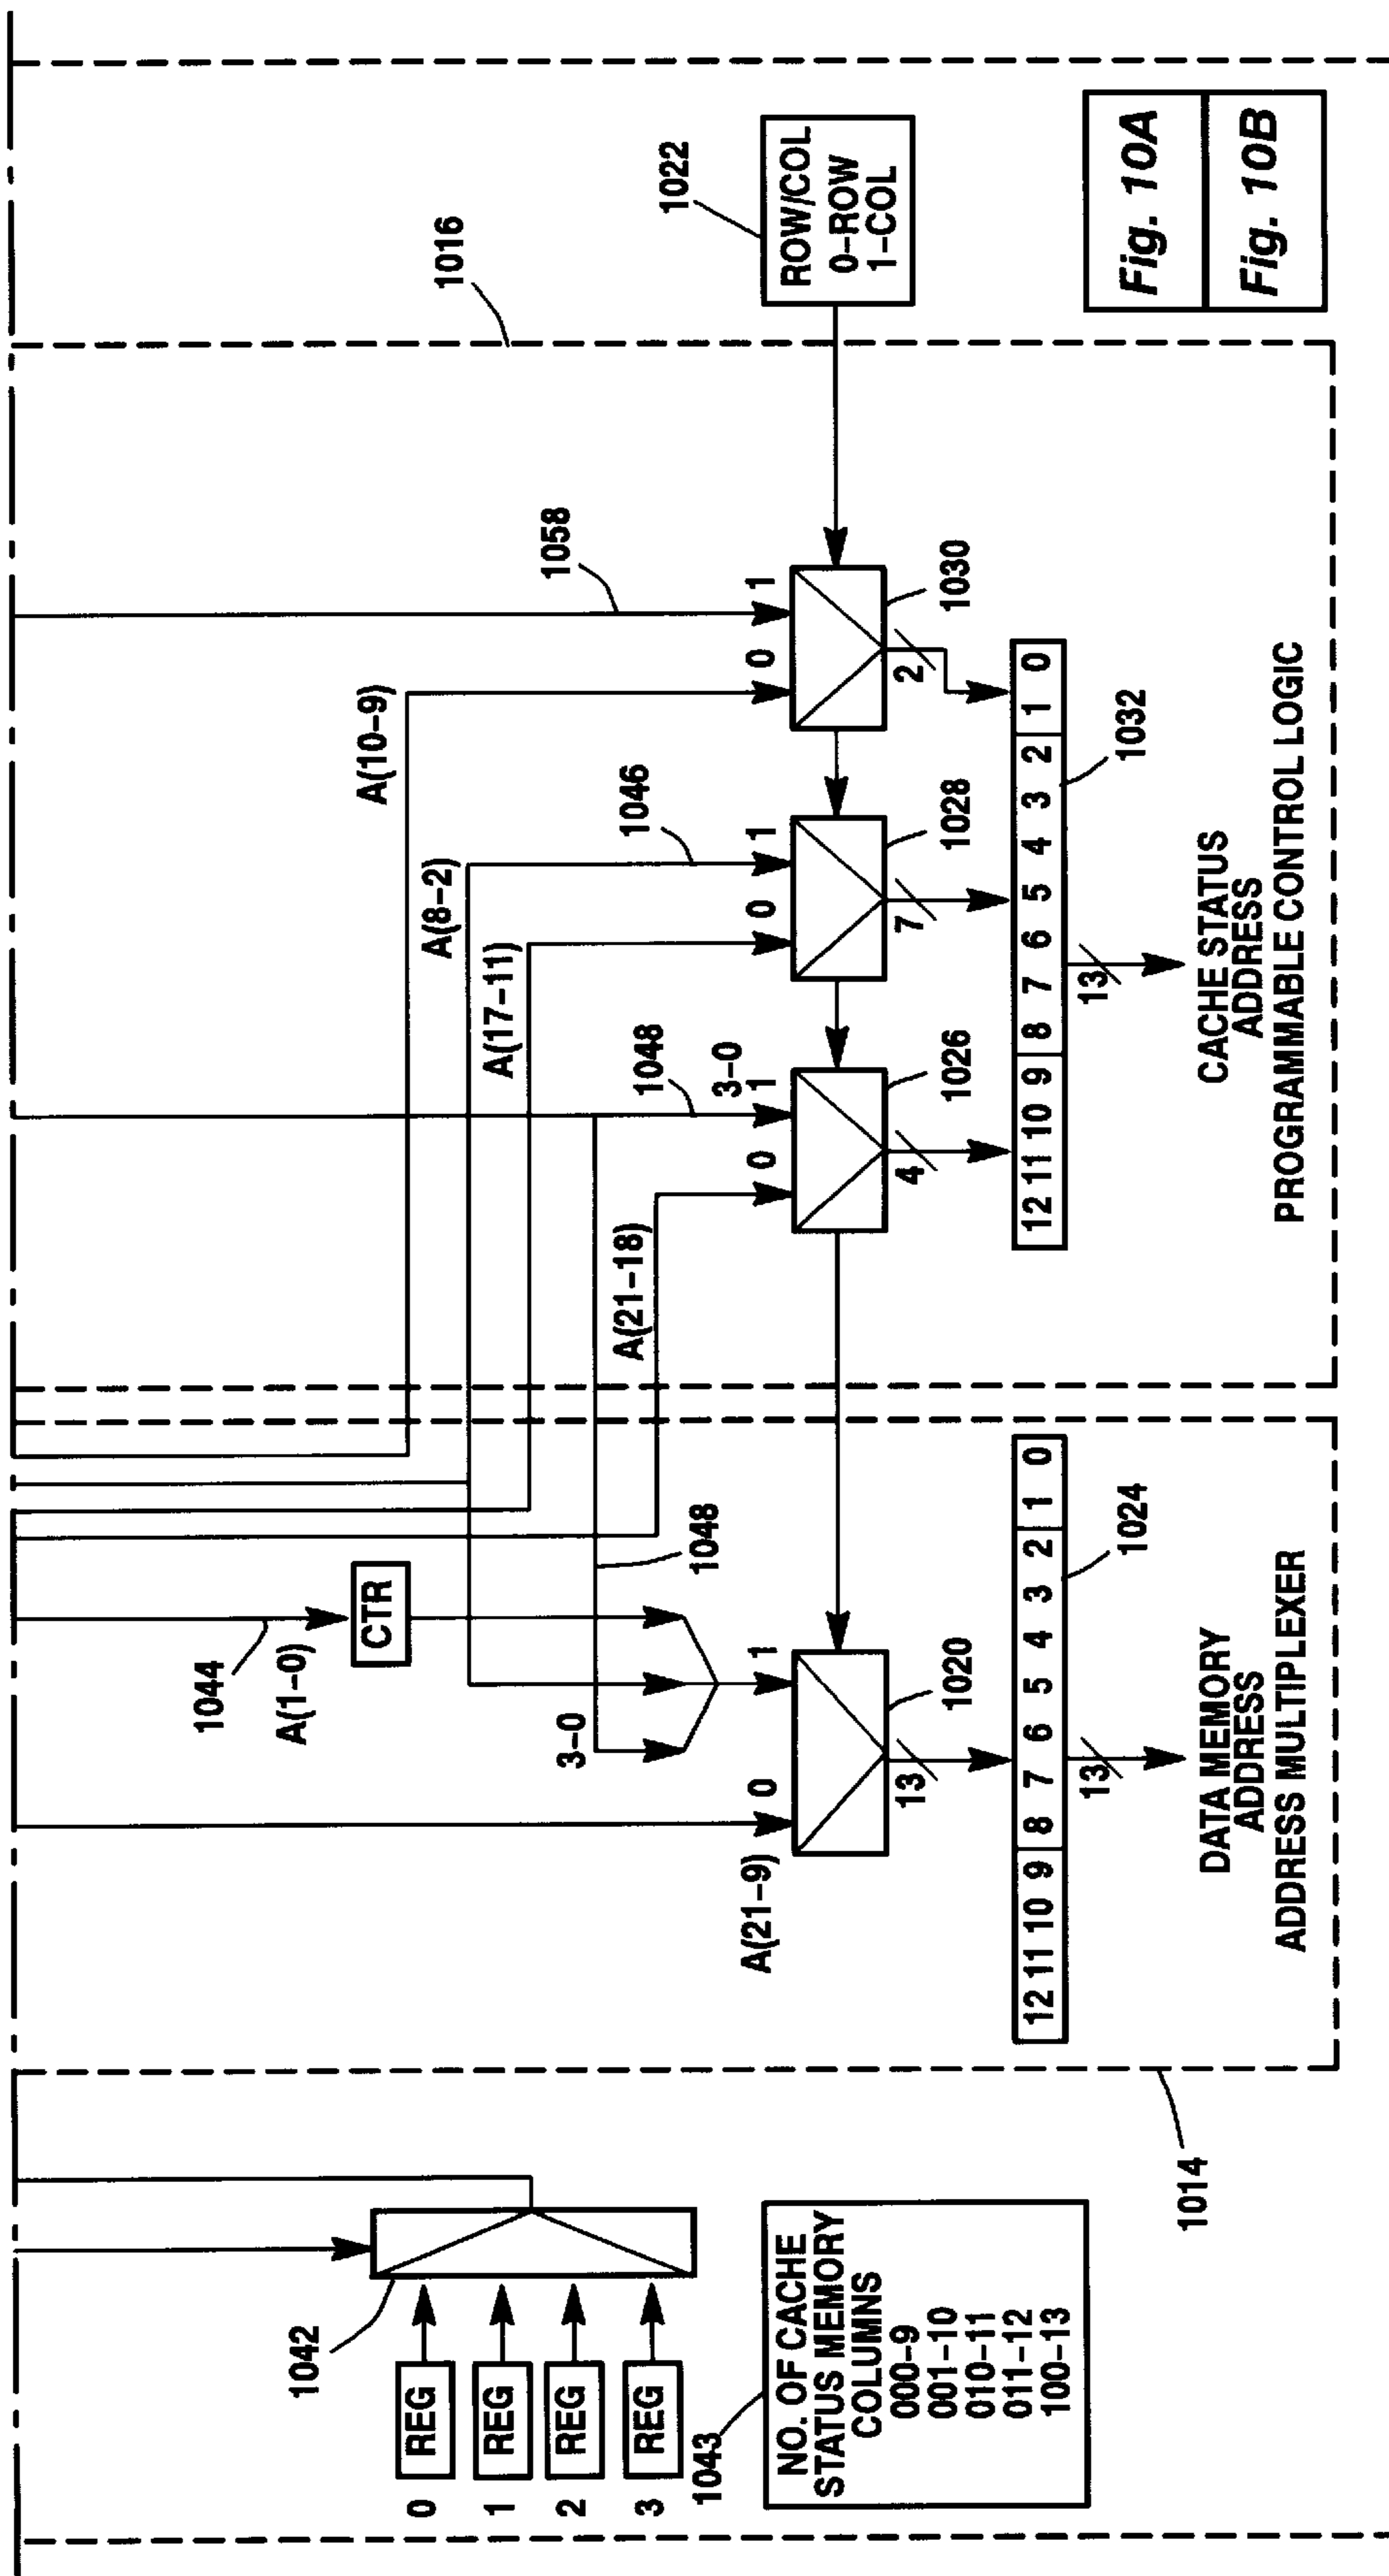 1044
A(1-0)
CTR
A(10-9)
A(8-2)
A(17-11)
1058
1016
1046
1048
3-0
A(21-18)
1048
3-0
1042
REG
0
REG
1
REG
2
REG
3
1043
NO. OF CACHE
STATUS MEMORY
COLUMNS
000-9
001-10
010-11
011-12
100-13
A(21-9)
0
1
1020
13
12 11 10 9 8 7 6 5 4 3 2 1 0
1024
13
DATA MEMORY
ADDRESS
ADDRESS MULTIPLEXER
1014
0
1
1026
4
0
1
1028
7
0
1
1030
2
12 11 10 9 8 7 6 5 4 3 2 1 0
1032
13
CACHE STATUS
ADDRESS
PROGRAMMABLE CONTROL LOGIC
1022
ROW/COL
0-ROW
1-COL
Fig. 10A
Fig. 10B